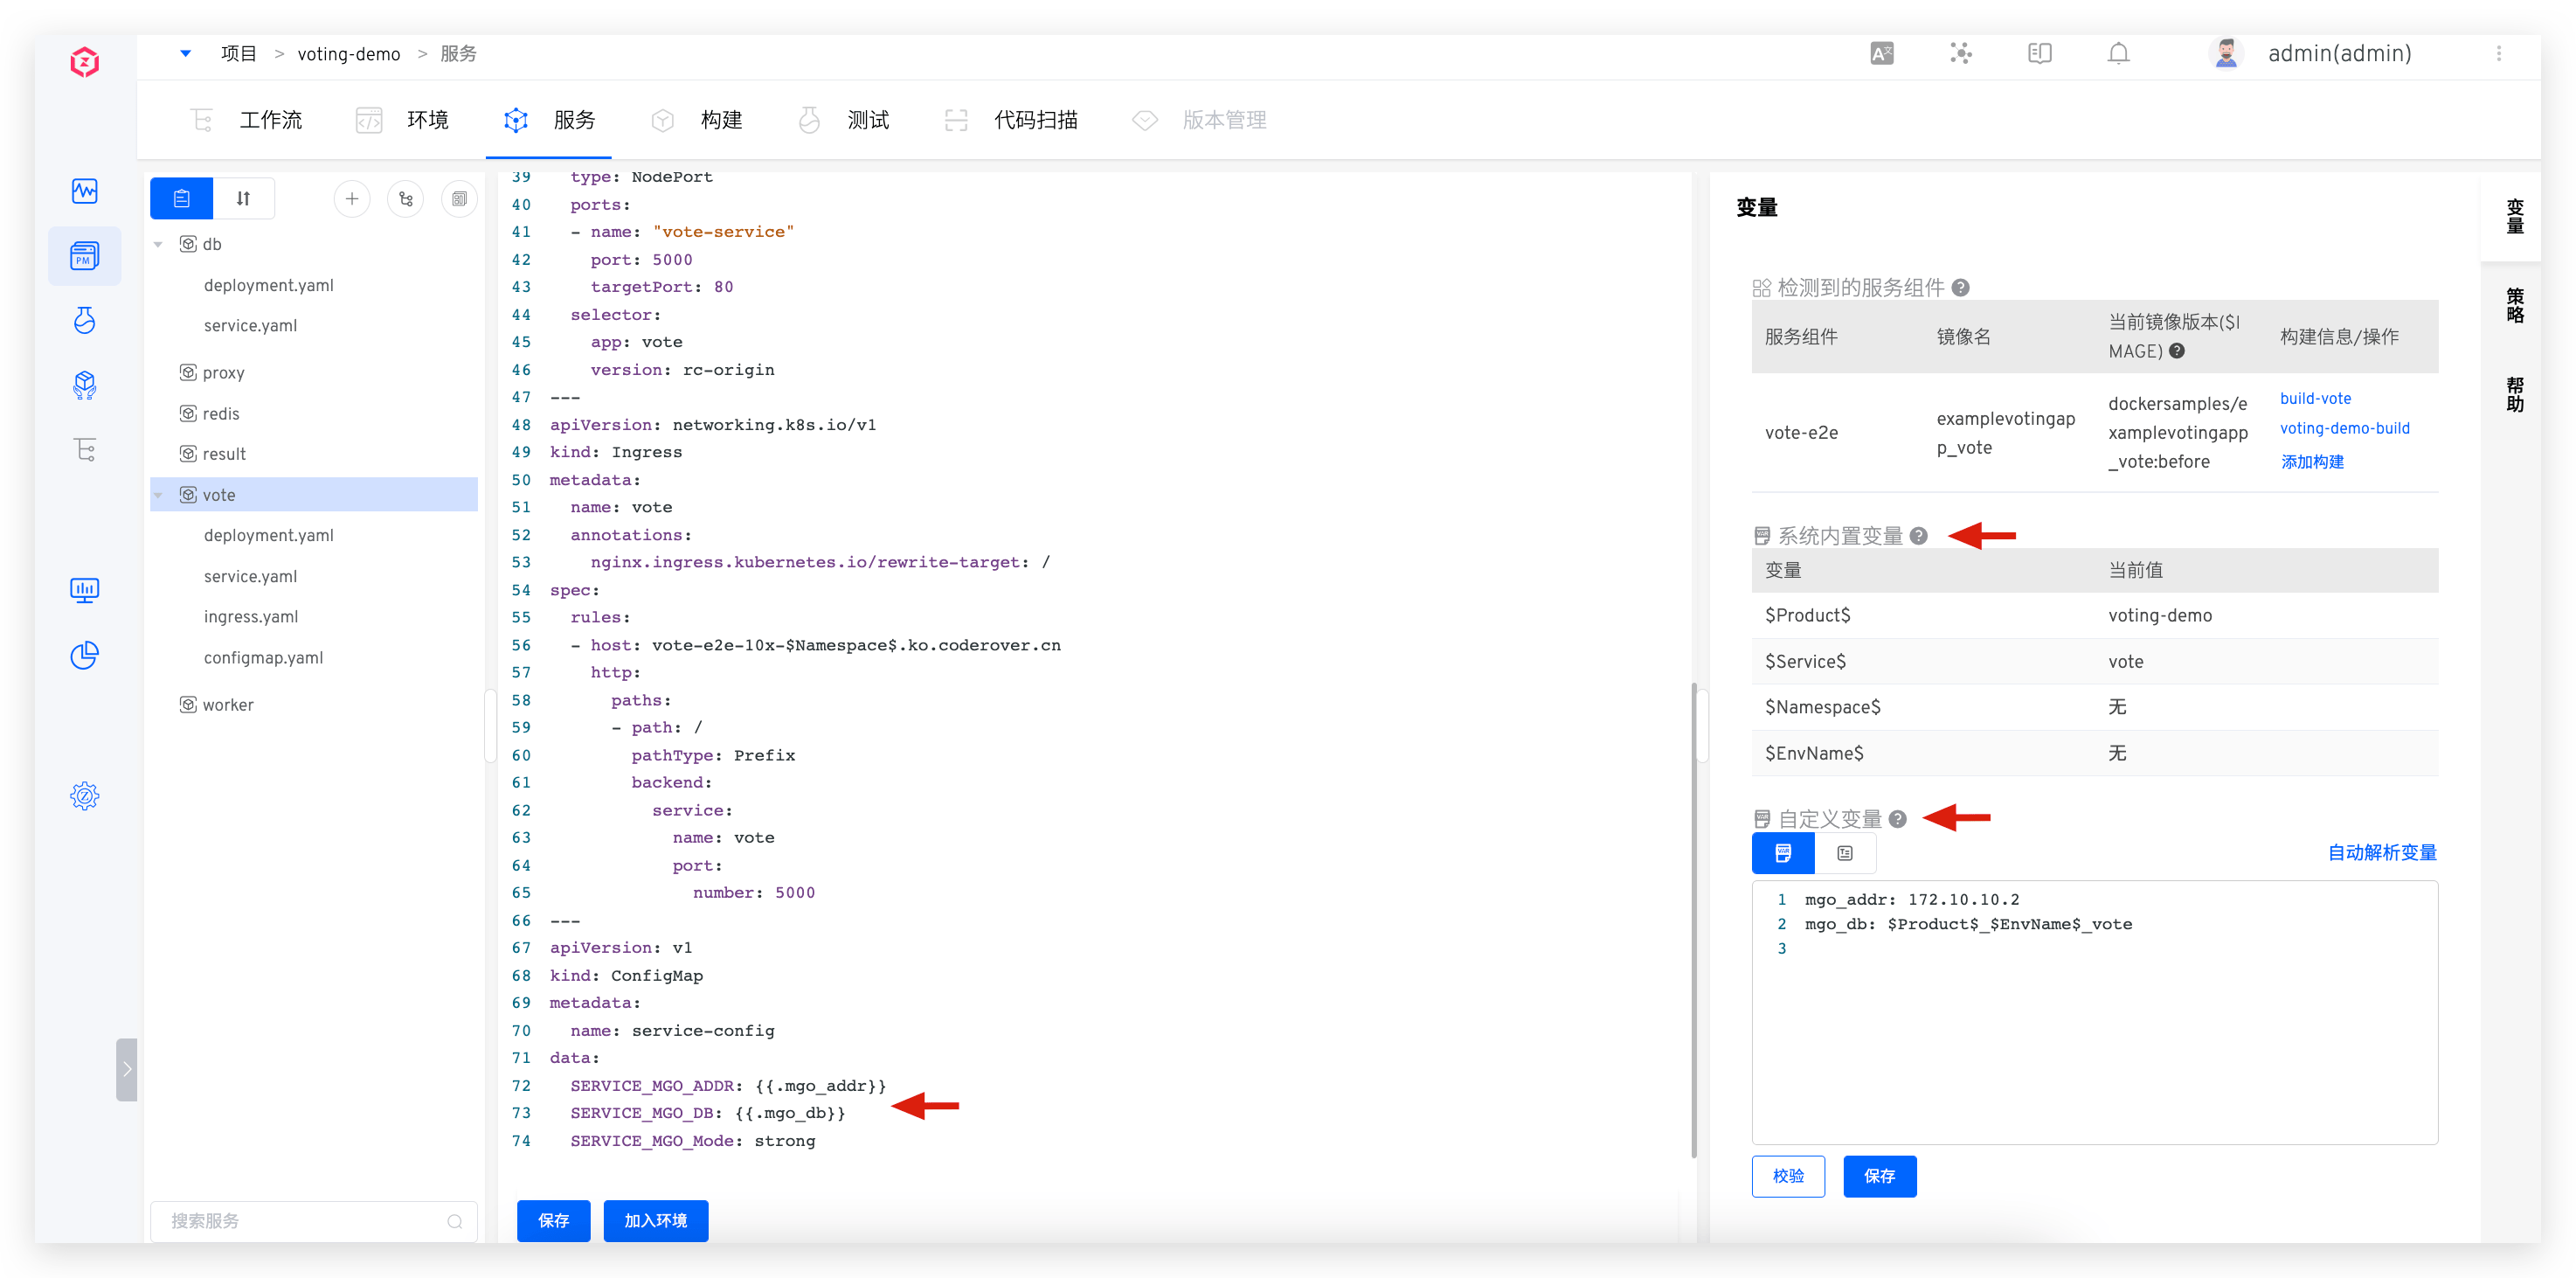 项目 > voting-demo > 服务
admin(admin)
工作流
环境
服务
构建
测试
代码扫描
版本管理
PM
db
deployment.yaml
service.yaml
proxy
redis
result
vote
deployment.yaml
service.yaml
ingress.yaml
configmap.yaml
worker
搜索服务
39 type: NodePort
40 ports:
41 - name: "vote-service"
42 port: 5000
43 targetPort: 80
44 selector:
45 app: vote
46 version: rc-origin
47 ---
48 apiVersion: networking.k8s.io/v1
49 kind: Ingress
50 metadata:
51 name: vote
52 annotations:
53 nginx.ingress.kubernetes.io/rewrite-target: /
54 spec:
55 rules:
56 - host: vote-e2e-10x-$Namespace$.ko.coderover.cn
57 http:
58 paths:
59 - path: /
60 pathType: Prefix
61 backend:
62 service:
63 name: vote
64 port:
65 number: 5000
66 ---
67 apiVersion: v1
68 kind: ConfigMap
69 metadata:
70 name: service-config
71 data:
72 SERVICE_MGO_ADDR: {{.mgo_addr}}
73 SERVICE_MGO_DB: {{.mgo_db}}
74 SERVICE_MGO_Mode: strong
保存
加入环境
变量
检测到的服务组件
服务组件 镜像名 当前镜像版本($I
MAGE) 构建信息/操作
vote-e2e
examplevotingap
p_vote
dockersamples/e
xamplevotingapp
_vote:before
build-vote
voting-demo-build
添加构建
系统内置变量
变量 当前值
$Product$ voting-demo
$Service$ vote
$Namespace$ 无
$EnvName$ 无
自定义变量
自动解析变量
1 mgo_addr: 172.10.10.2
2 mgo_db: $Product$_$EnvName$_vote
3
校验
保存
变量
策略
帮助